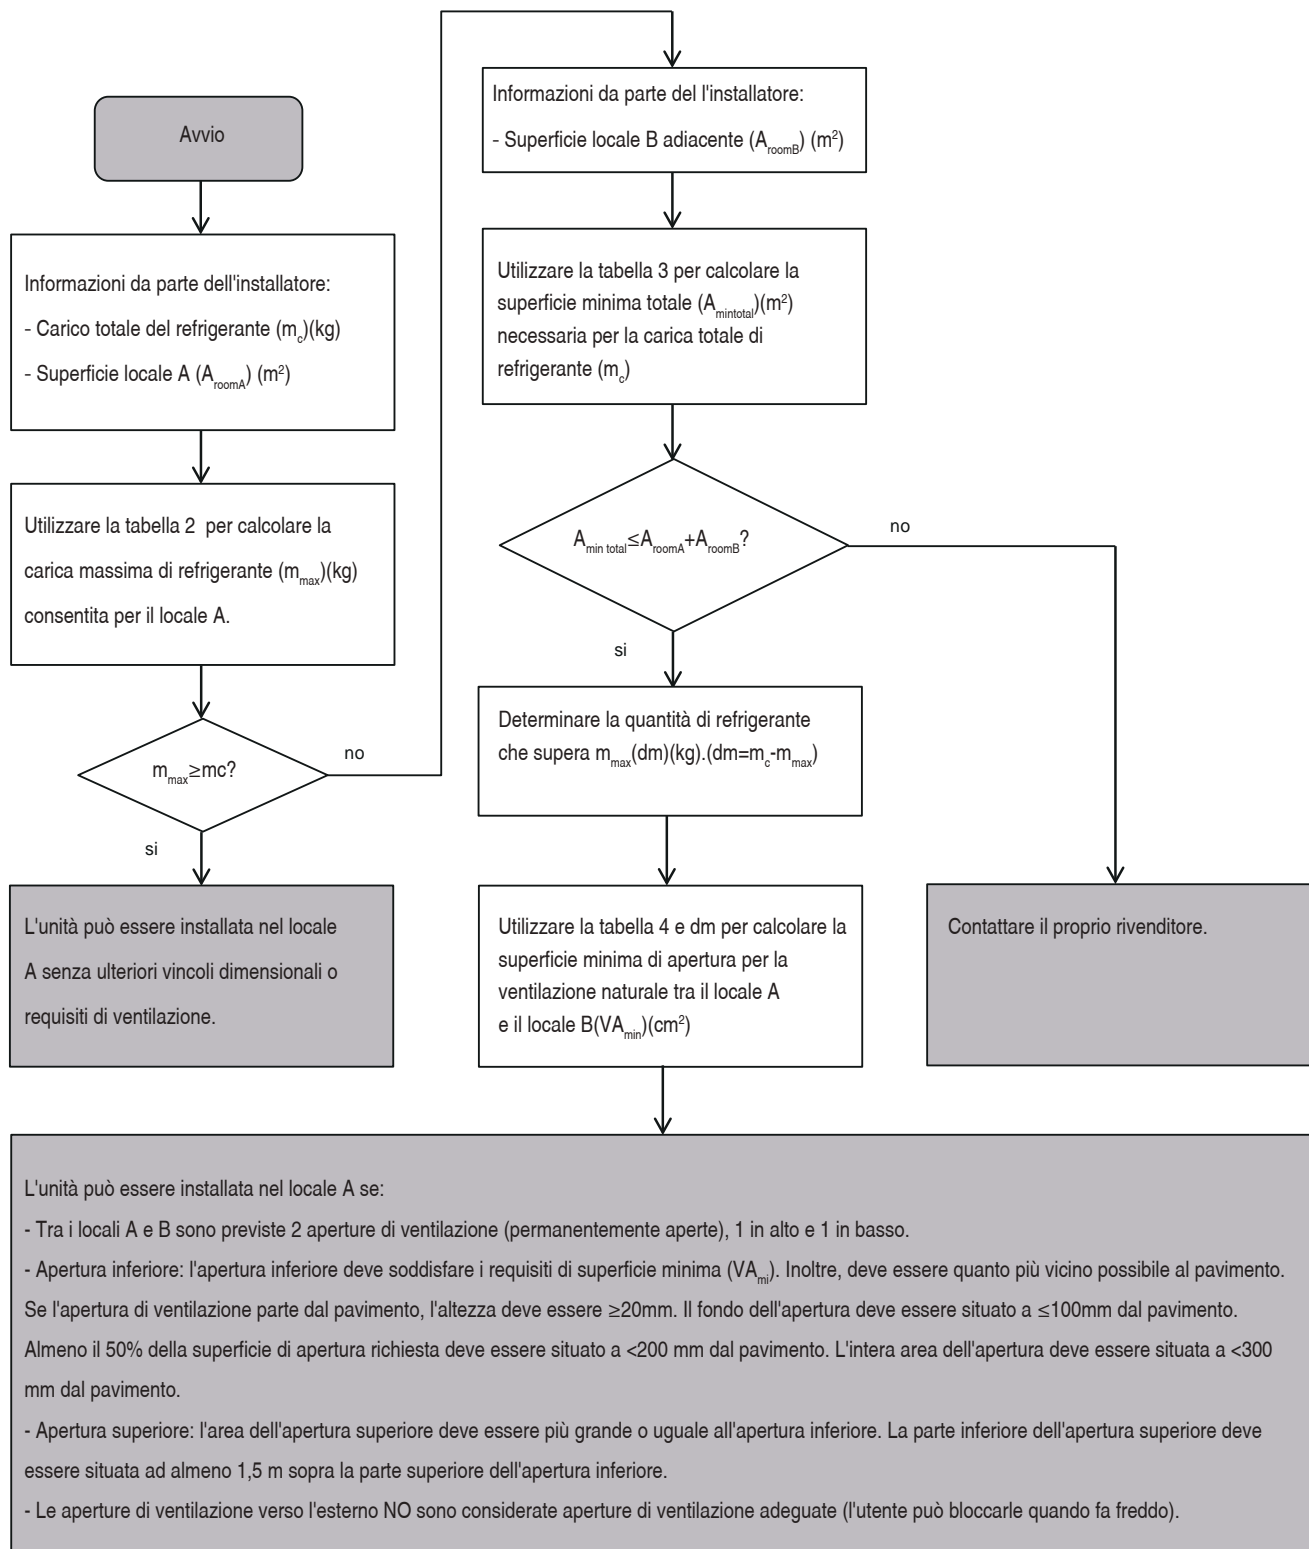 Avvio
Informazioni da parte dell'installatore:
- Carico totale del refrigerante (mc)(kg)
- Superficie locale A (AroomA) (m²)
Utilizzare la tabella 2 per calcolare la
carica massima di refrigerante (mmax)(kg)
consentita per il locale A.
mmax≥mc?
no
si
L'unità può essere installata nel locale
A senza ulteriori vincoli dimensionali o
requisiti di ventilazione.
Informazioni da parte del l'installatore:
- Superficie locale B adiacente (AroomB) (m²)
Utilizzare la tabella 3 per calcolare la
superficie minima totale (Amintotal)(m²)
necessaria per la carica totale di
refrigerante (mc)
Amin total≤AroomA+AroomB?
no
si
Determinare la quantità di refrigerante
che supera mmax(dm)(kg).(dm=mc-mmax)
Utilizzare la tabella 4 e dm per calcolare la
superficie minima di apertura per la
ventilazione naturale tra il locale A
e il locale B(VAmin)(cm²)
Contattare il proprio rivenditore.
L'unità può essere installata nel locale A se:
- Tra i locali A e B sono previste 2 aperture di ventilazione (permanentemente aperte), 1 in alto e 1 in basso.
- Apertura inferiore: l'apertura inferiore deve soddisfare i requisiti di superficie minima (VAmi). Inoltre, deve essere quanto più vicino possibile al pavimento.
Se l'apertura di ventilazione parte dal pavimento, l'altezza deve essere ≥20mm. Il fondo dell'apertura deve essere situato a ≤100mm dal pavimento.
Almeno il 50% della superficie di apertura richiesta deve essere situato a <200 mm dal pavimento. L'intera area dell'apertura deve essere situata a <300
mm dal pavimento.
- Apertura superiore: l'area dell'apertura superiore deve essere più grande o uguale all'apertura inferiore. La parte inferiore dell'apertura superiore deve
essere situata ad almeno 1,5 m sopra la parte superiore dell'apertura inferiore.
- Le aperture di ventilazione verso l'esterno NO sono considerate aperture di ventilazione adeguate (l'utente può bloccarle quando fa freddo).